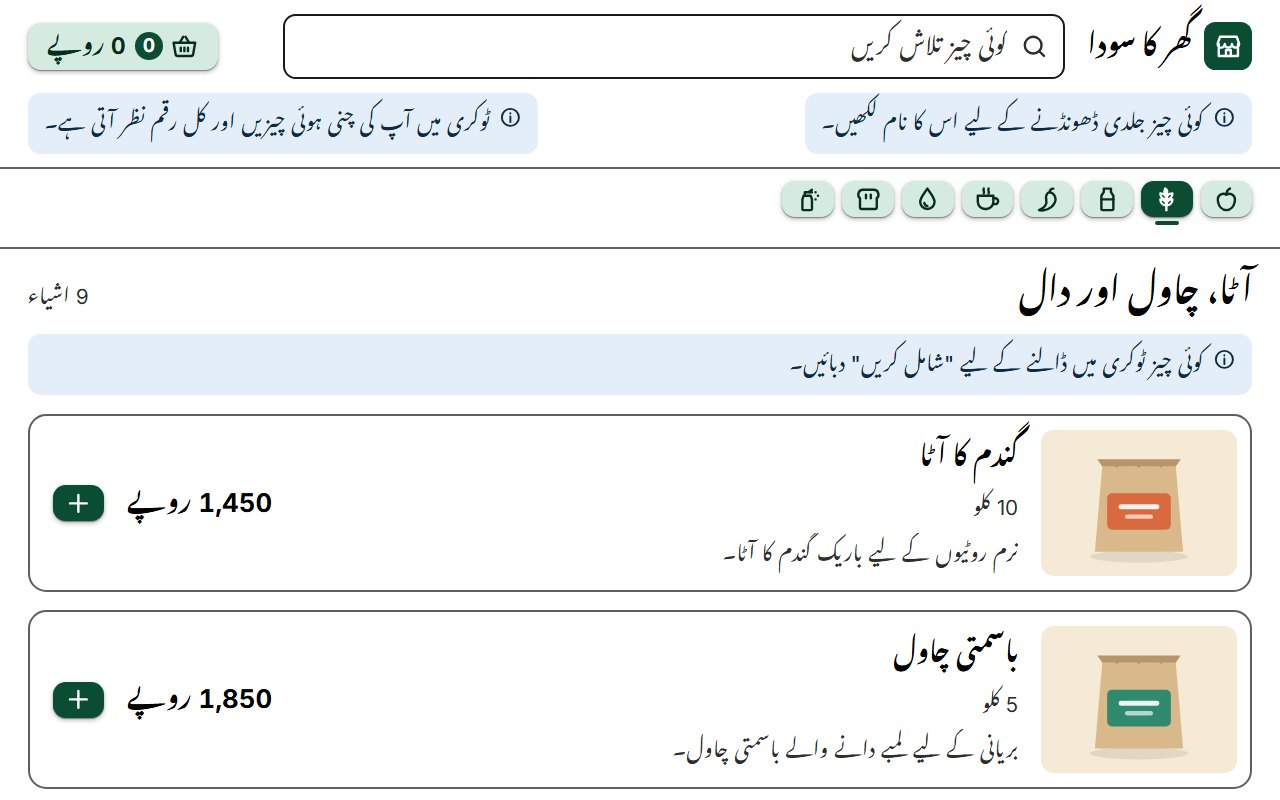 گھر کا سودا
کوئی چیز تلاش کریں
0 0 روپے
کوئی چیز جلدی ڈھونڈنے کے لیے اس کا نام لکھیں۔
ٹوکری میں آپ کی چنی ہوئی چیزیں اور کل رقم نظر آتی ہے۔
آٹا، چاول اور دال
9 اشیاء
کوئی چیز ٹوکری میں ڈالنے کے لیے "شامل کریں" دبائیں۔
گندم کا آٹا
10 کلو
نرم روٹیوں کے لیے باریک گندم کا آٹا۔
1,450 روپے
باسمتی چاول
5 کلو
بریانی کے لیے لمبے دانے والے باسمتی چاول۔
1,850 روپے